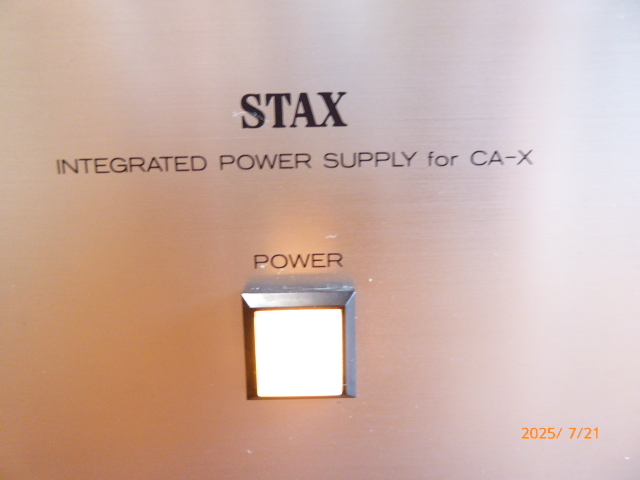 STAX
INTEGRATED POWER SUPPLY for CA-X
POWER
2025/ 7/21